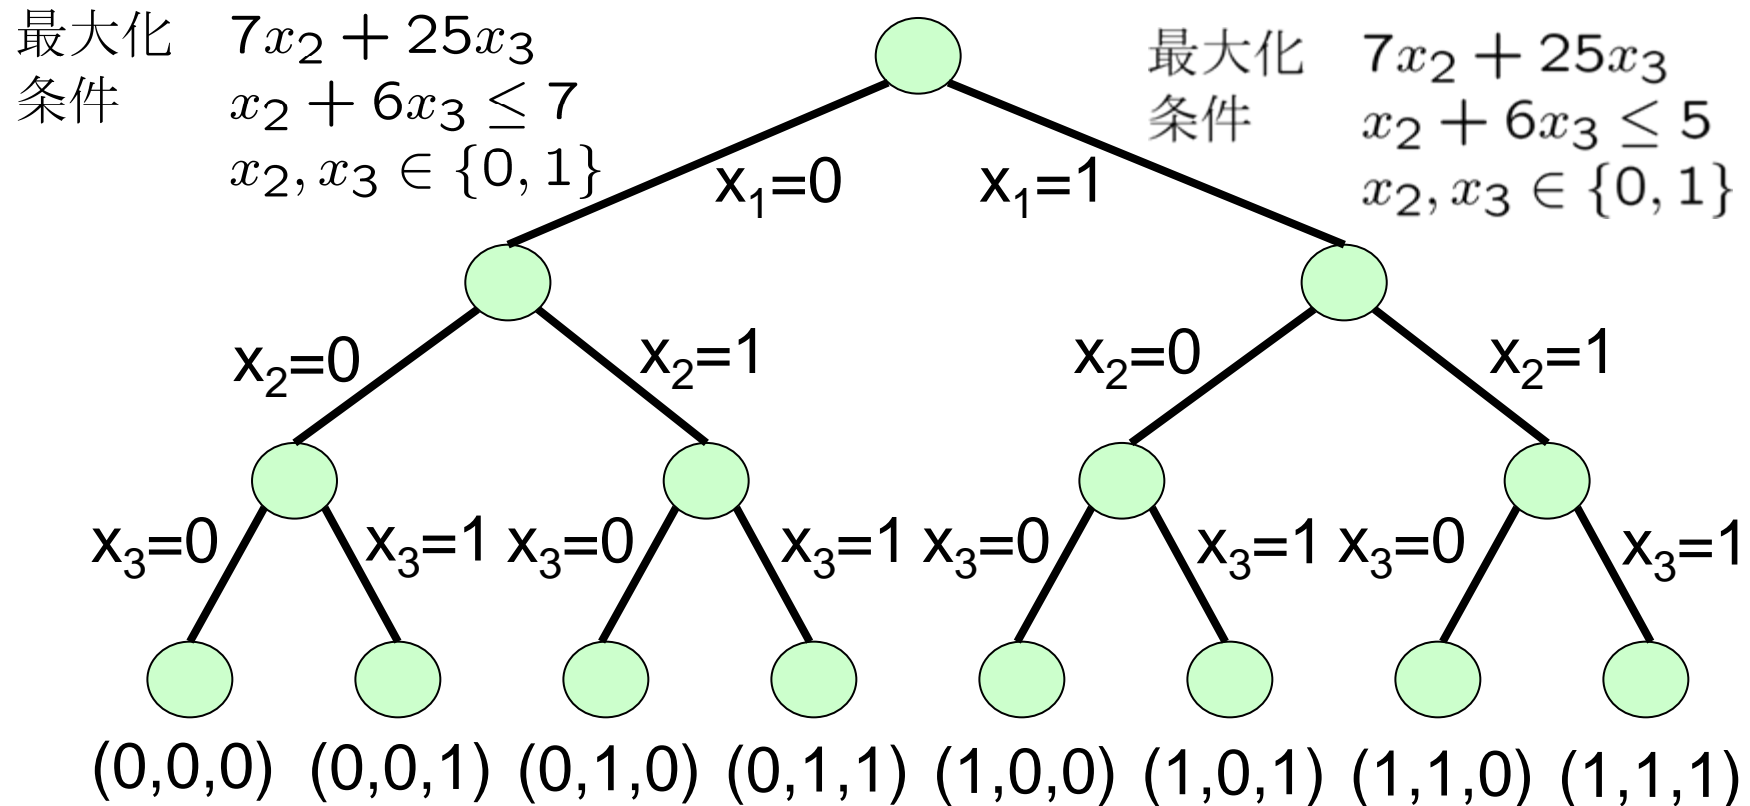 最大化 7x₂ + 25x₃
条件 x₂ + 6x₃ ≤ 7
x₂, x₃ ∈ {0, 1}
最大化 7x₂ + 25x₃
条件 x₂ + 6x₃ ≤ 5
x₂, x₃ ∈ {0, 1}
x₁=0 x₁=1
x₂=0 x₂=1 x₂=0 x₂=1
x₃=0 x₃=1 x₃=0 x₃=1 x₃=0 x₃=1 x₃=0 x₃=1
(0,0,0) (0,0,1) (0,1,0) (0,1,1) (1,0,0) (1,0,1) (1,1,0) (1,1,1)